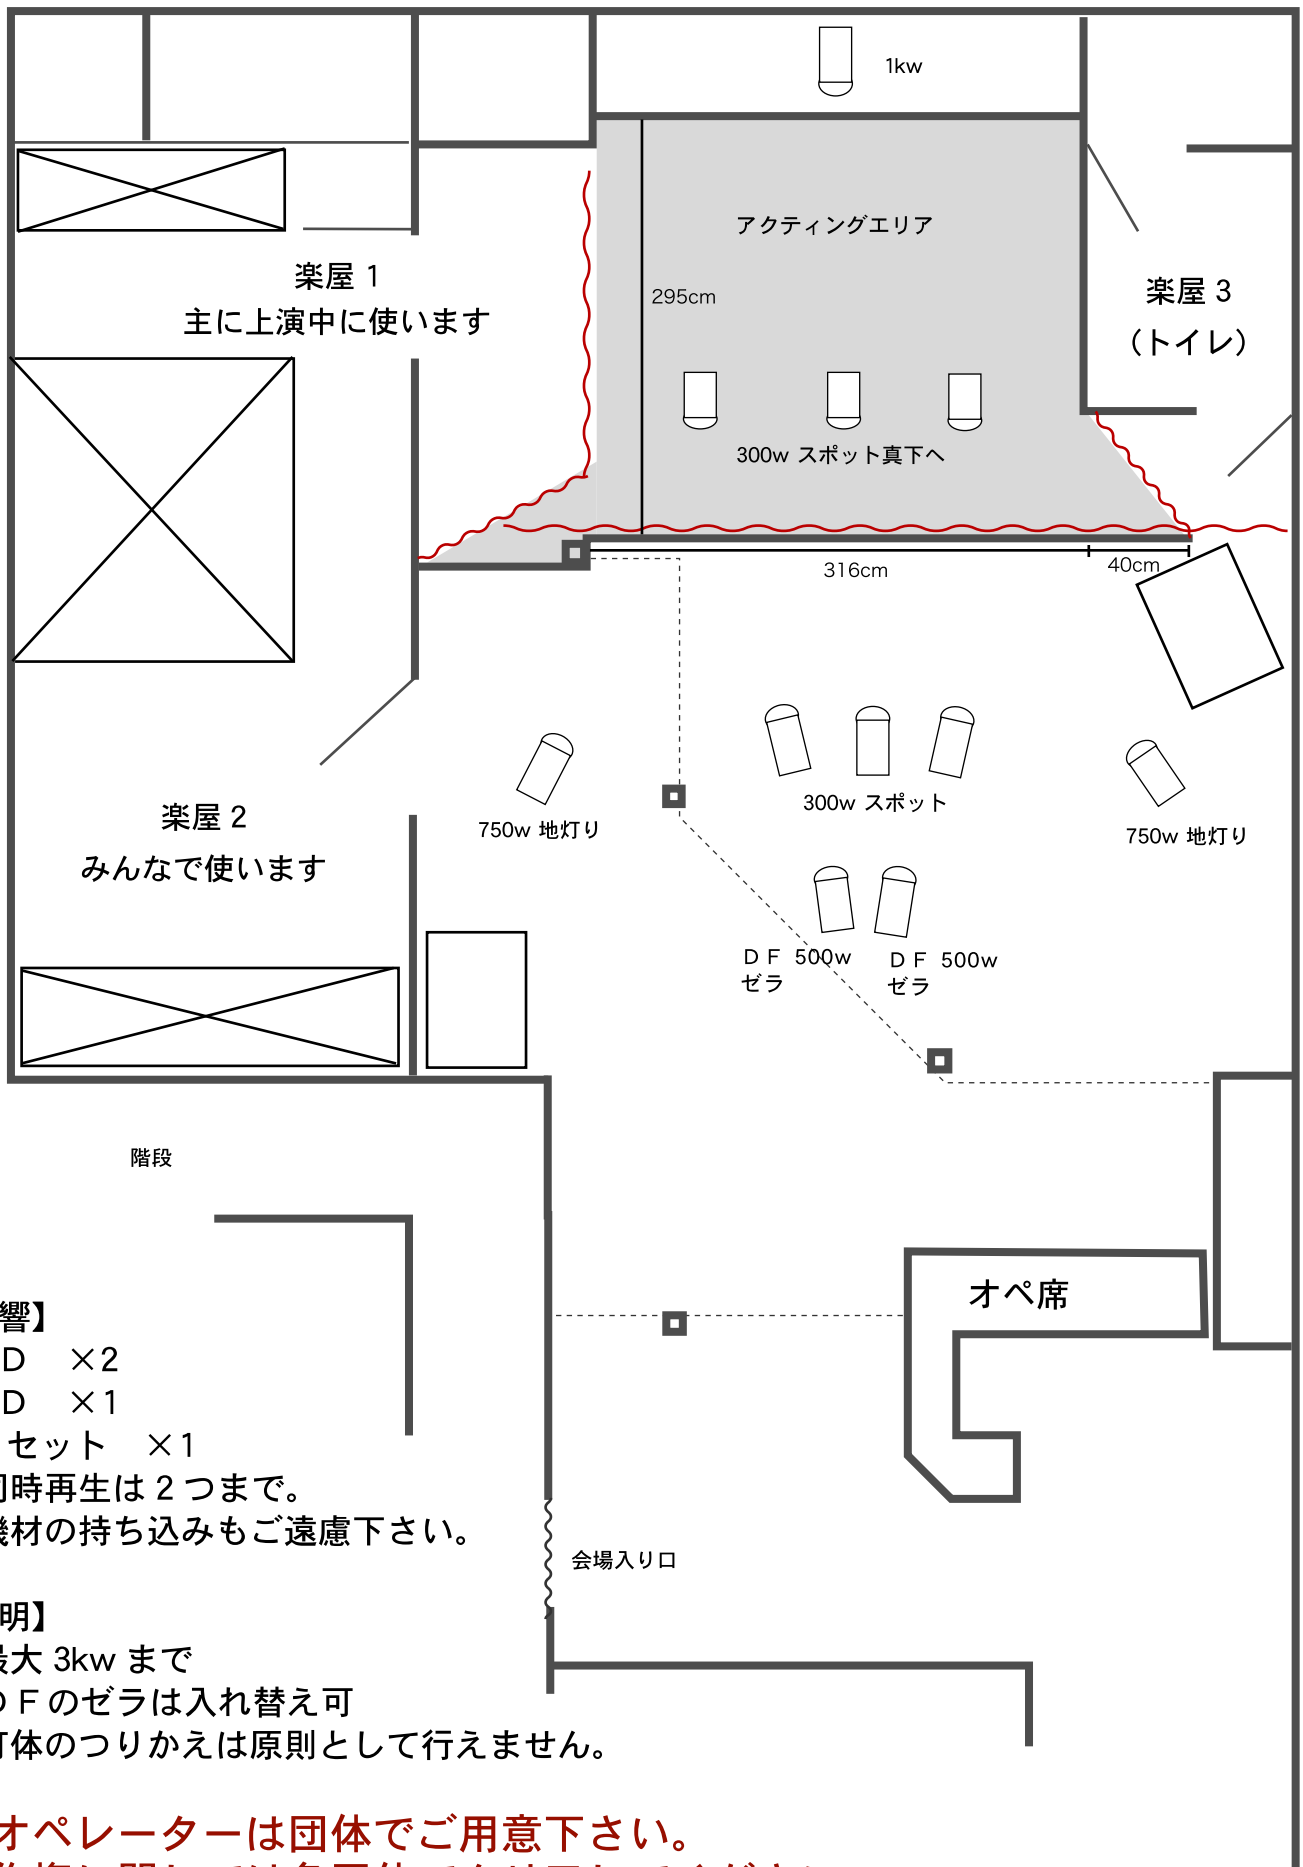 1kw
アクティングエリア
楽屋 1
主に上演中に使います
295cm
楽屋 3
（トイレ）
300w スポット真下へ
316cm
40cm
300w スポット
750w 地灯り
750w 地灯り
楽屋 2
みんなで使います
ＤＦ 500w
ゼラ
ＤＦ 500w
ゼラ
階段
オペ席
響】
Ｄ　×2
Ｄ　×1
セット　×1
同時再生は 2 つまで。
機材の持ち込みもご遠慮下さい。
会場入り口
明】
最大 3kw まで
ＤＦのゼラは入れ替え可
灯体のつりかえは原則として行えません。
オペレーターは団体でご用意下さい。